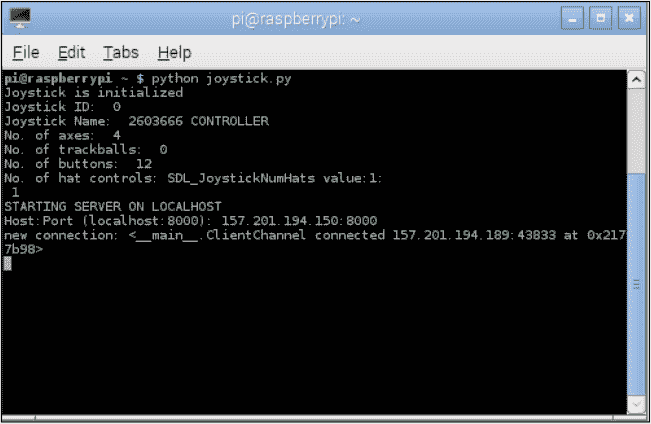 pi@raspberrypi: ~
File Edit Tabs Help
pi@raspberrypi ~ $ python joystick.py
Joystick is initialized
Joystick ID:  0
Joystick Name:  2603666 CONTROLLER
No. of axes:  4
No. of trackballs:  0
No. of buttons:  12
No. of hat controls: SDL_JoystickNumHats value:1:
 1
STARTING SERVER ON LOCALHOST
Host:Port (localhost:8000): 157.201.194.150:8000
new connection: <__main__.ClientChannel connected 157.201.194.189:43833 at 0x217
7b98>